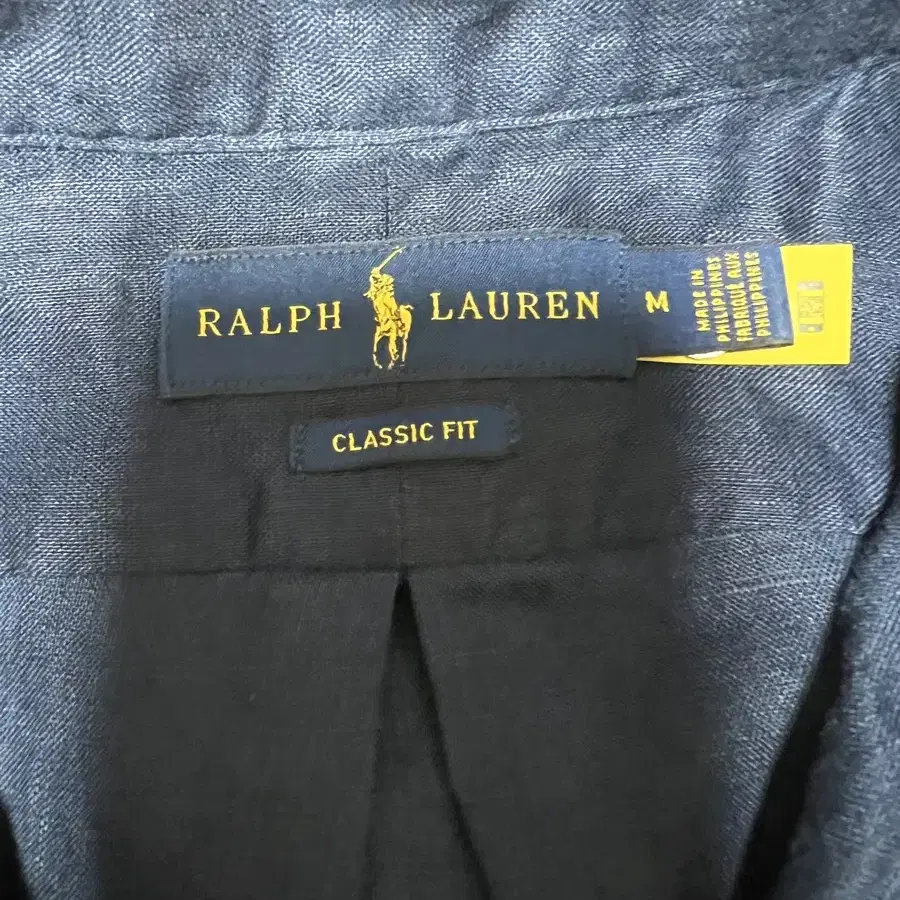 RALPH LAUREN
M
MADE IN
PHILIPPINES
FABRIQUÉ AUX
PHILIPPINES
CLASSIC FIT